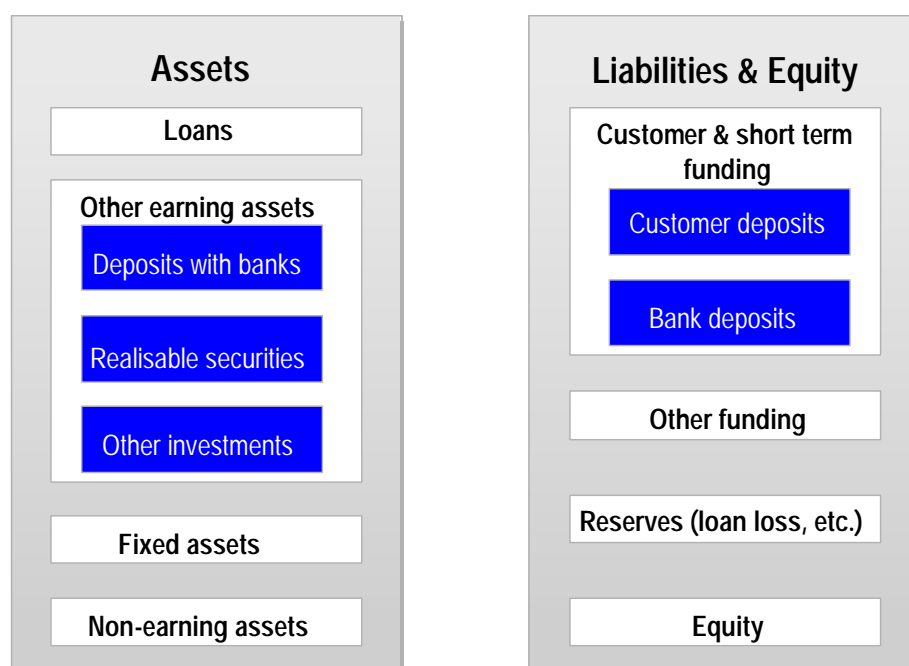 Assets
Loans
Other earning assets
Deposits with banks
Realisable securities
Other investments
Fixed assets
Non-earning assets
Liabilities & Equity
Customer & short term
funding
Customer deposits
Bank deposits
Other funding
Reserves (loan loss, etc.)
Equity